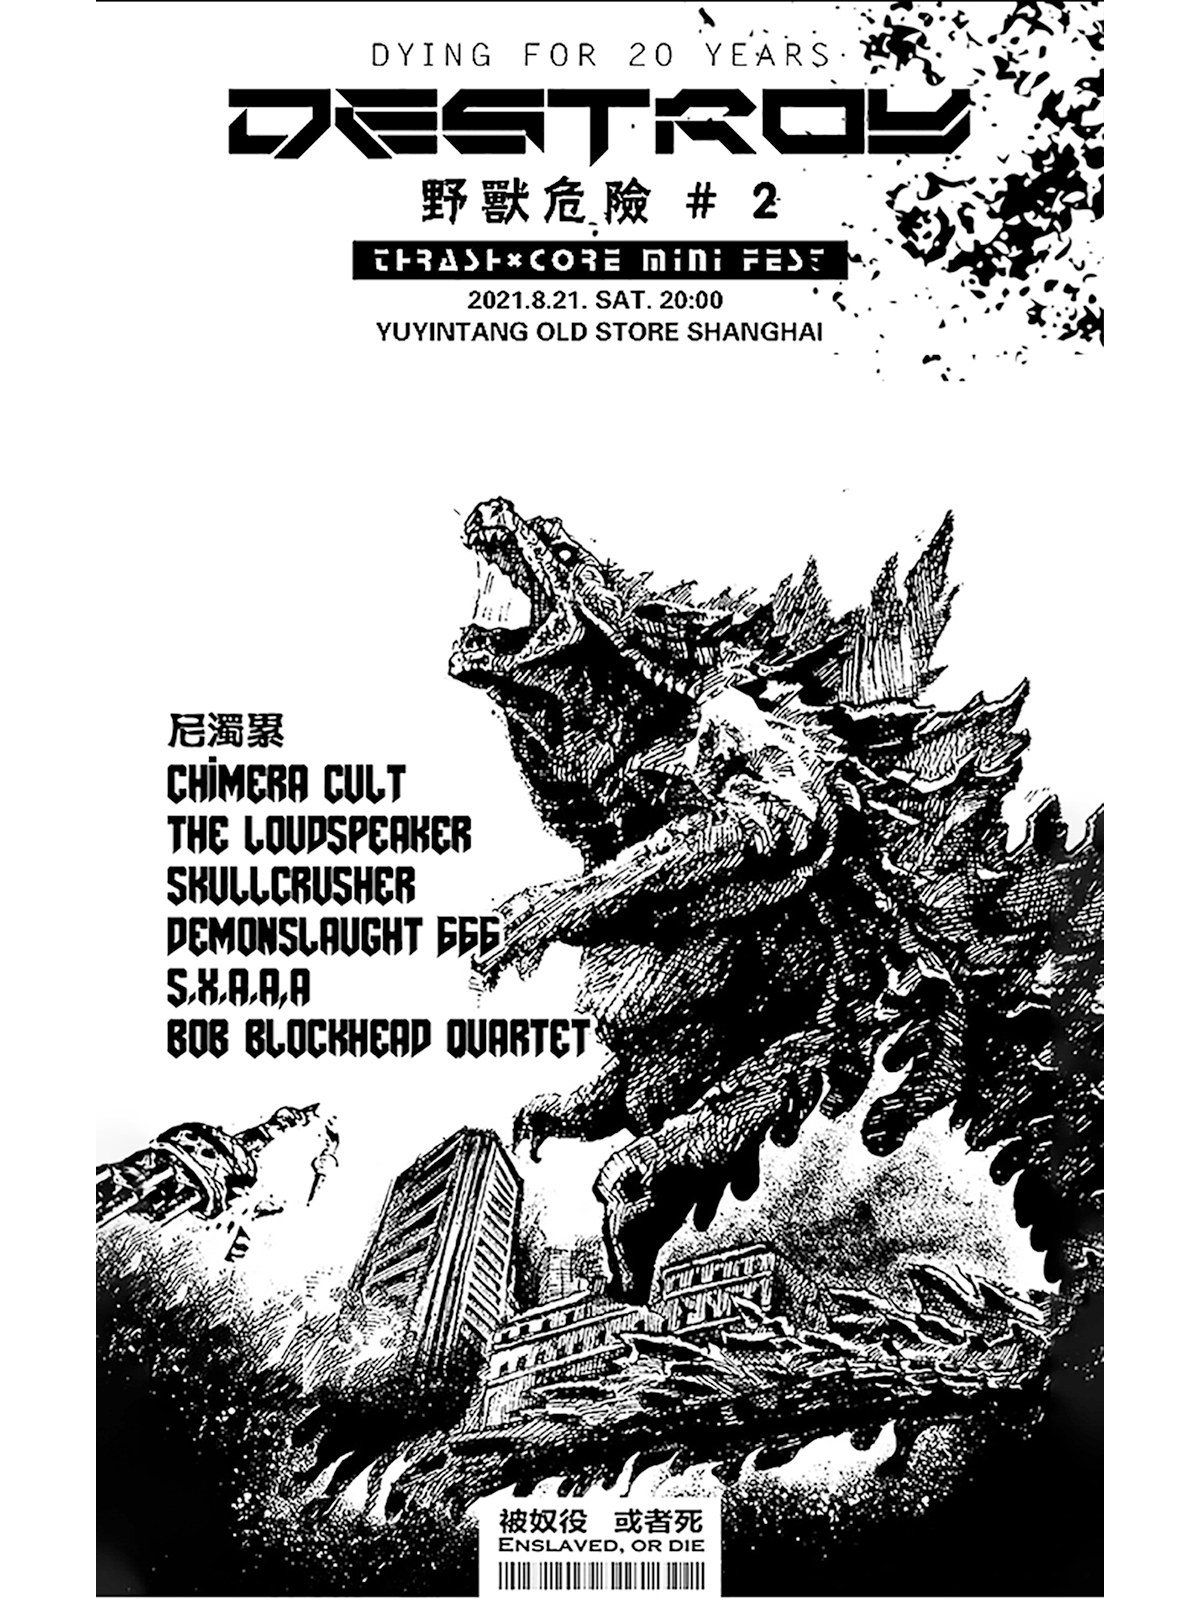 DYING FOR 20 YEARS
DESTROY
野獸危險 # 2
THRASH×CORE MINI FEST
2021.8.21. SAT. 20:00
YUYINTANG OLD STORE SHANGHAI
尼濁累
CHIMERA CULT
THE LOUDSPEAKER
SKULLCRUSHER
DEMONSLAUGHT 666
S.X.A.A.A
BOB BLOCKHEAD QUARTET
被奴役 或者死
ENSLAVED, OR DIE